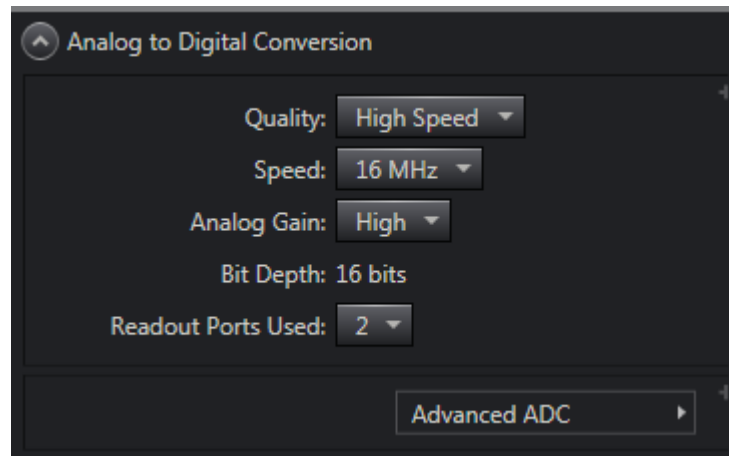 Analog to Digital Conversion
Quality: High Speed
Speed: 16 MHz
Analog Gain: High
Bit Depth: 16 bits
Readout Ports Used: 2
Advanced ADC